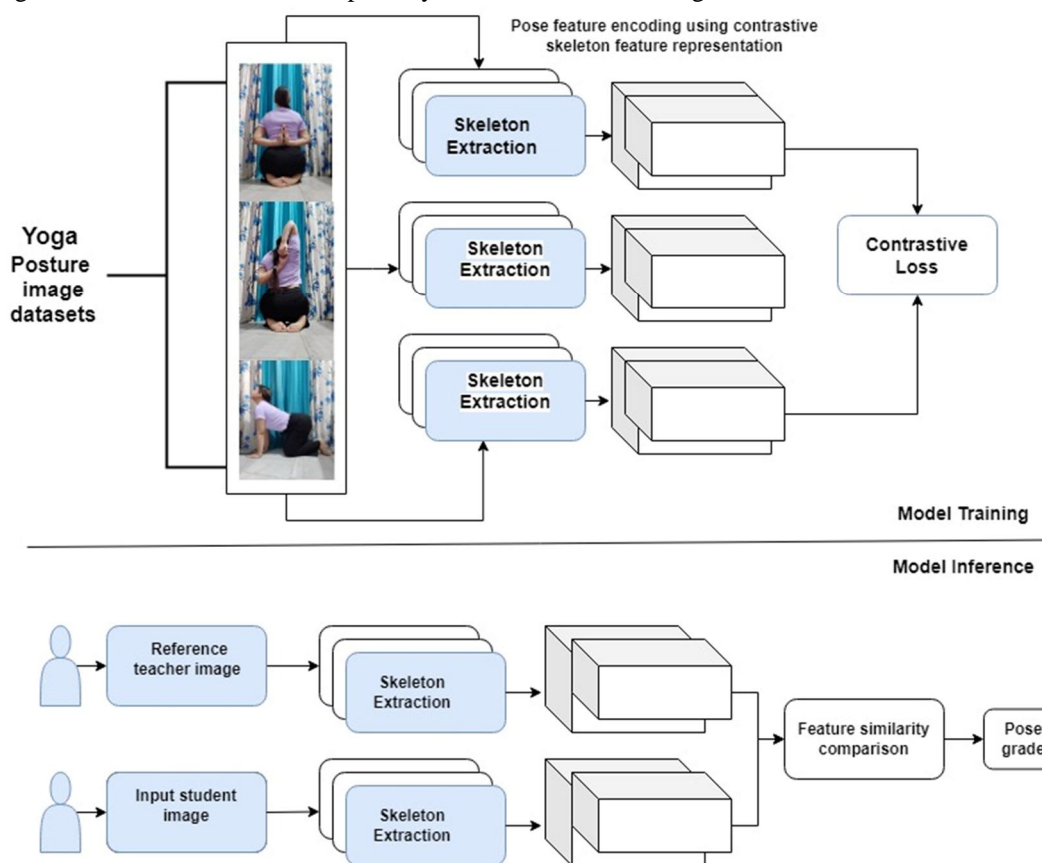 Pose feature encoding using contrastive
skeleton feature representation
Skeleton
Extraction
Yoga
Posture
image
datasets
Skeleton
Extraction
Contrastive
Loss
Skeleton
Extraction
Model Training
Model Inference
Reference
teacher image
Skeleton
Extraction
Feature similarity
comparison
Pose
grade
Input student
image
Skeleton
Extraction